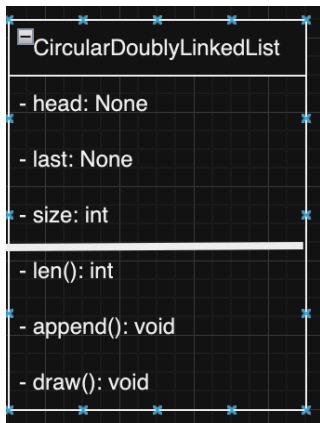 CircularDoublyLinkedList
- head: None
- last: None
- size: int
- len(): int
- append(): void
- draw(): void